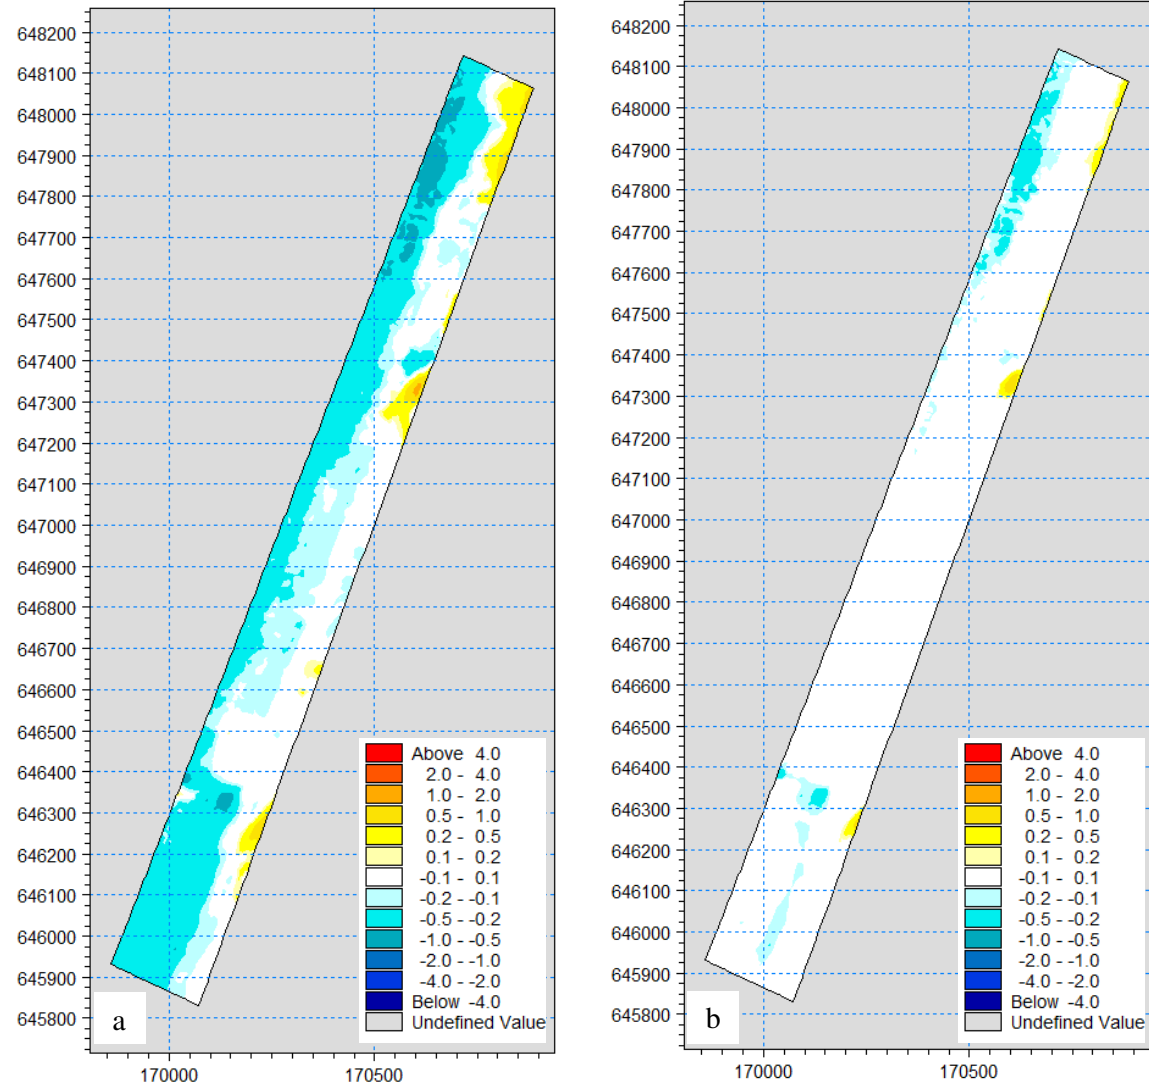 648200
648100
648000
647900
647800
647700
647600
647500
647400
647300
647200
647100
647000
646900
646800
646700
646600
646500
646400
646300
646200
646100
646000
645900
645800
170000 170500
Above 4.0
2.0 - 4.0
1.0 - 2.0
0.5 - 1.0
0.2 - 0.5
0.1 - 0.2
-0.1 - 0.1
-0.2 - -0.1
-0.5 - -0.2
-1.0 - -0.5
-2.0 - -1.0
-4.0 - -2.0
Below -4.0
Undefined Value
a
648200
648100
648000
647900
647800
647700
647600
647500
647400
647300
647200
647100
647000
646900
646800
646700
646600
646500
646400
646300
646200
646100
646000
645900
645800
170000 170500
Above 4.0
2.0 - 4.0
1.0 - 2.0
0.5 - 1.0
0.2 - 0.5
0.1 - 0.2
-0.1 - 0.1
-0.2 - -0.1
-0.5 - -0.2
-1.0 - -0.5
-2.0 - -1.0
-4.0 - -2.0
Below -4.0
Undefined Value
b